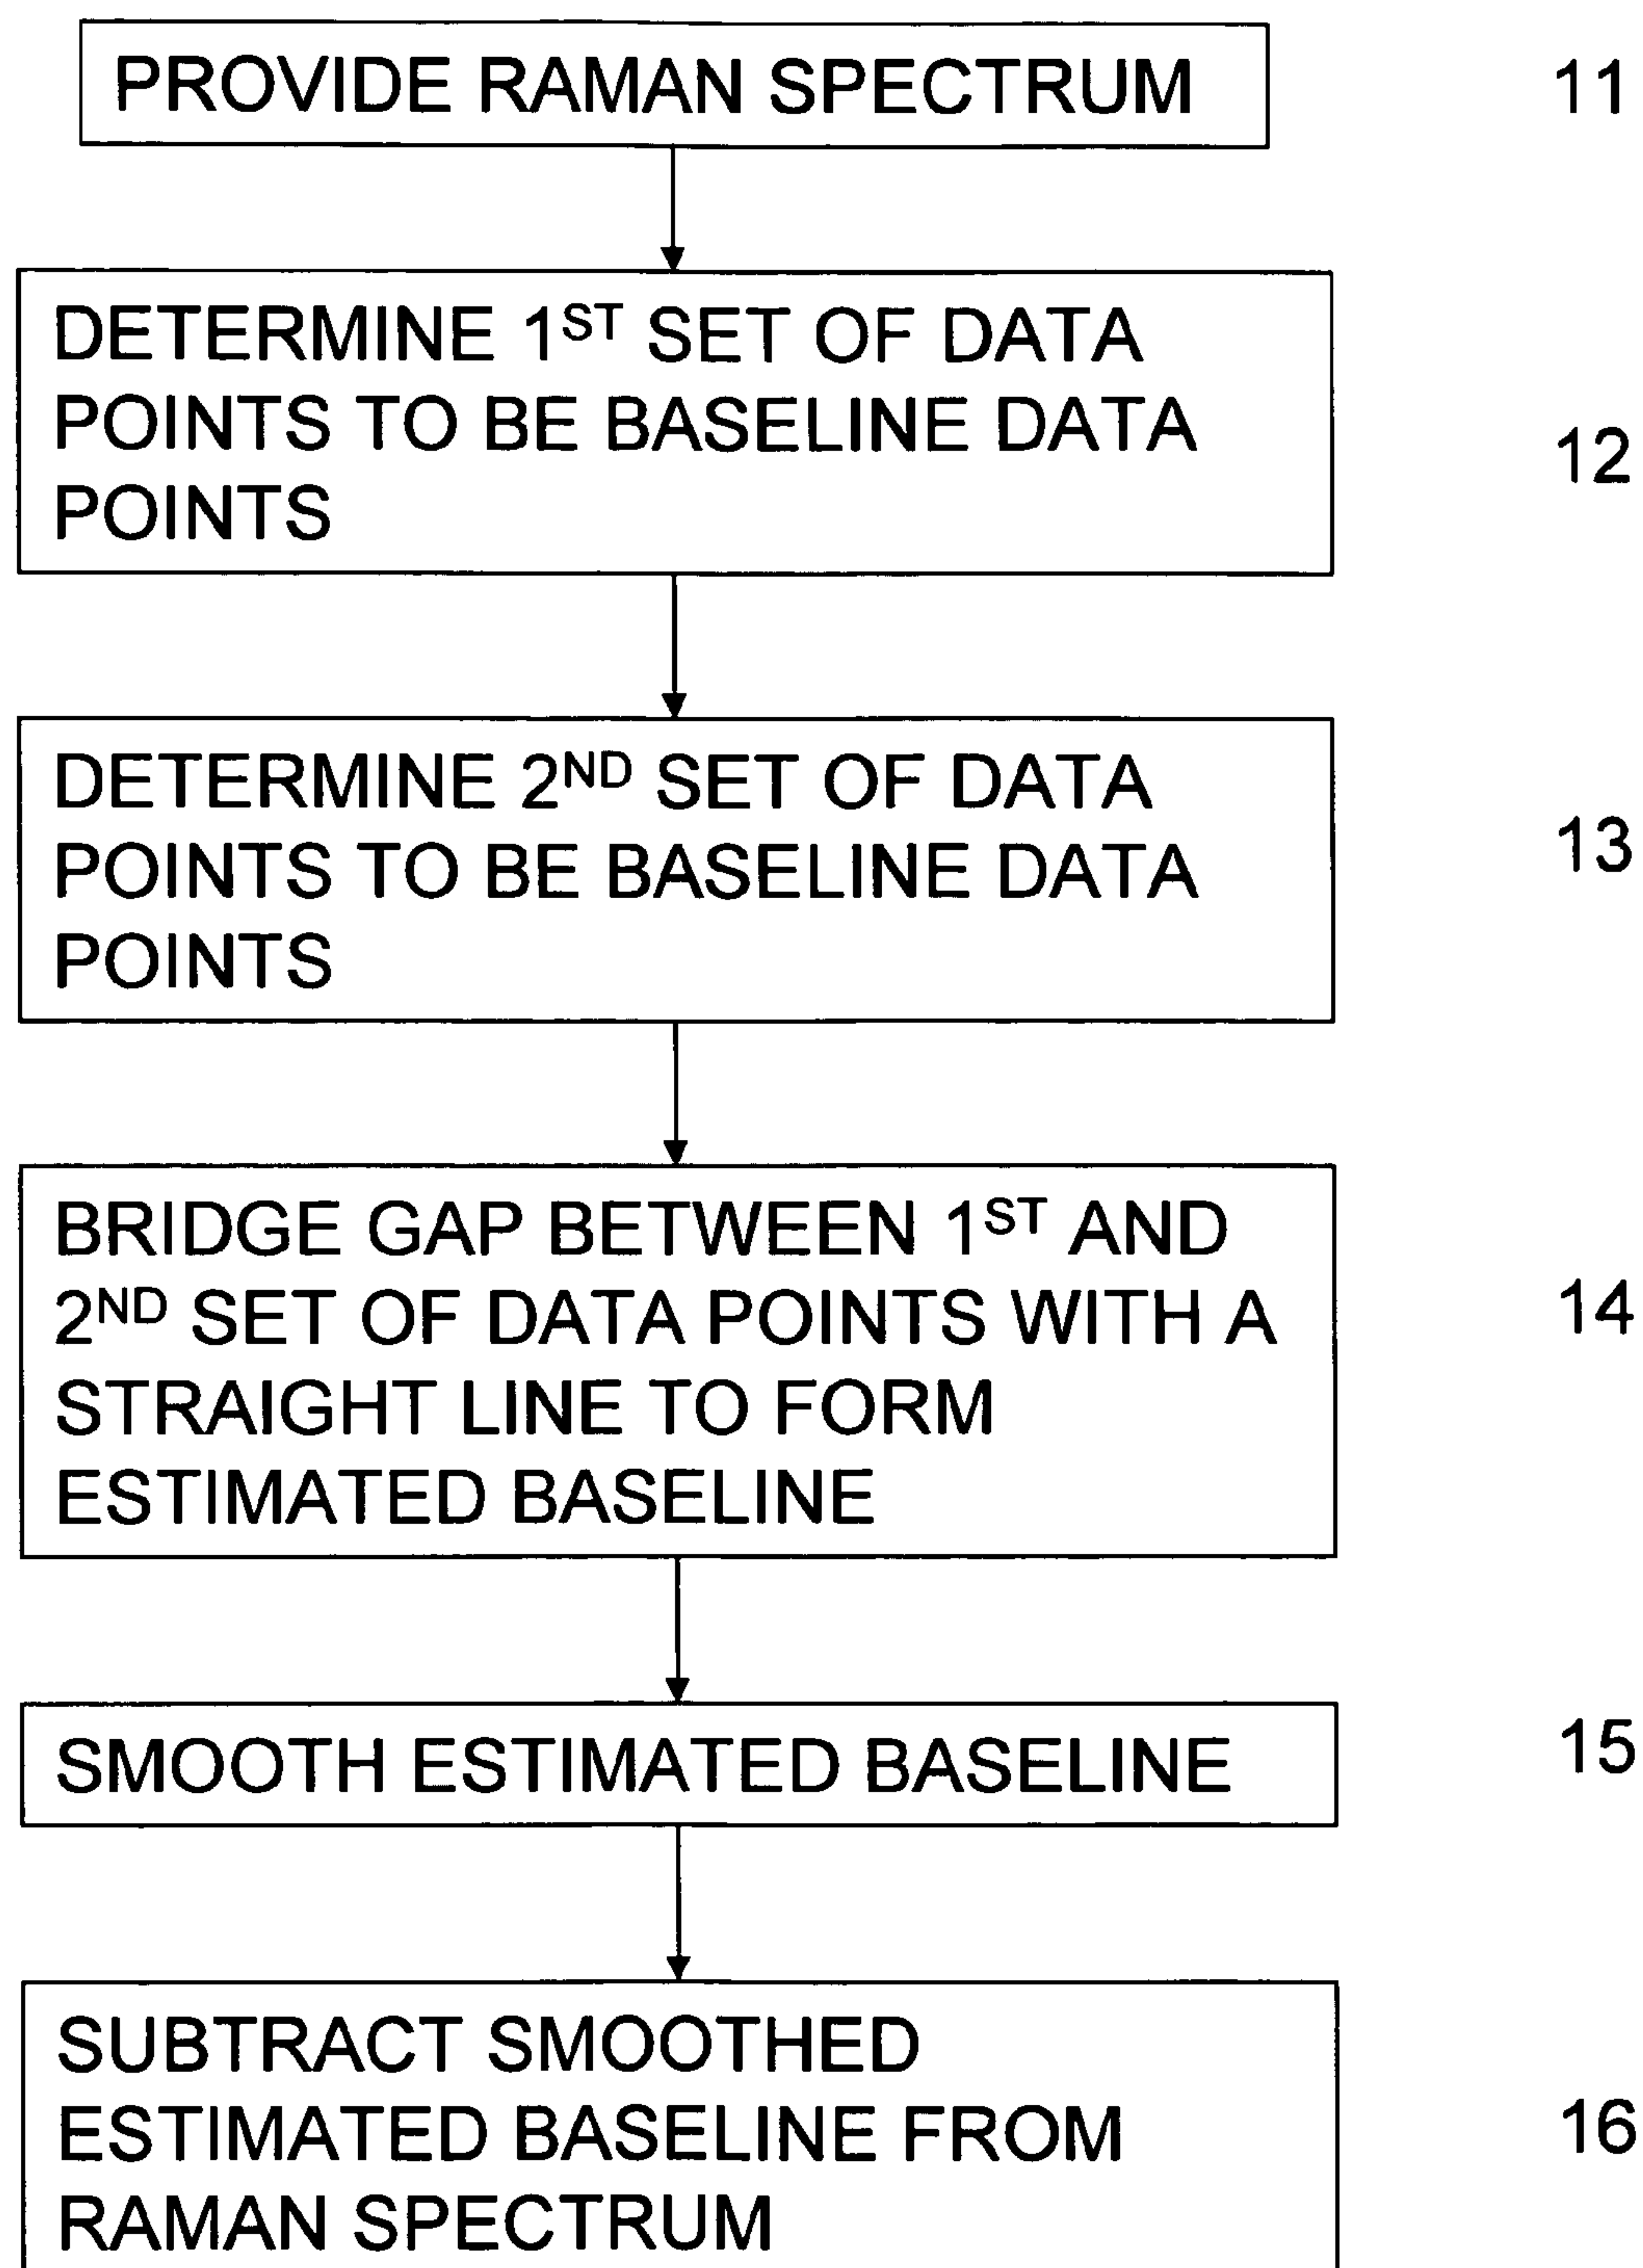 PROVIDE RAMAN SPECTRUM
11
DETERMINE 1ST SET OF DATA
POINTS TO BE BASELINE DATA
POINTS
12
DETERMINE 2ND SET OF DATA
POINTS TO BE BASELINE DATA
POINTS
13
BRIDGE GAP BETWEEN 1ST AND
2ND SET OF DATA POINTS WITH A
STRAIGHT LINE TO FORM
ESTIMATED BASELINE
14
SMOOTH ESTIMATED BASELINE
15
SUBTRACT SMOOTHED
ESTIMATED BASELINE FROM
RAMAN SPECTRUM
16